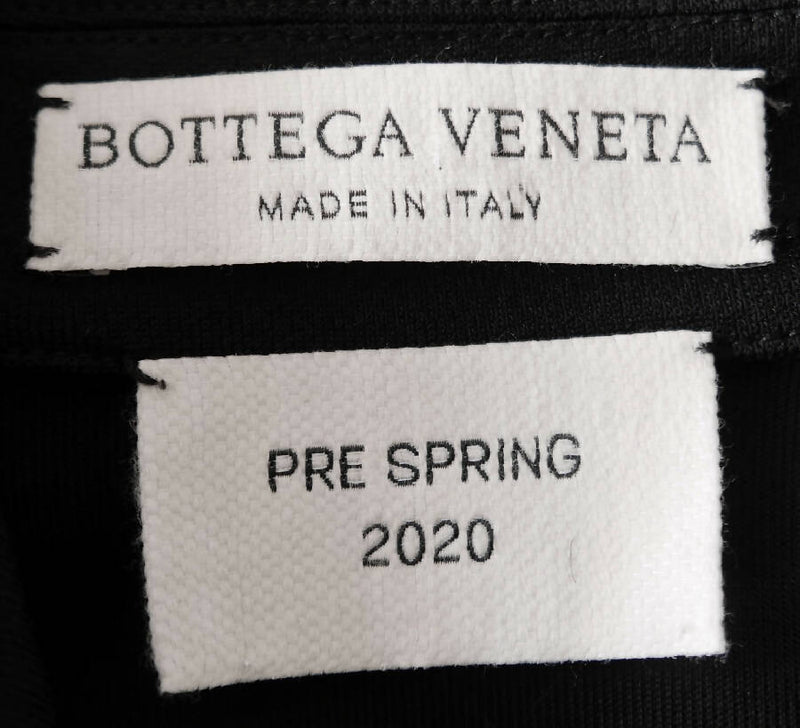 BOTTEGA VENETA
MADE IN ITALY
PRE SPRING
2020